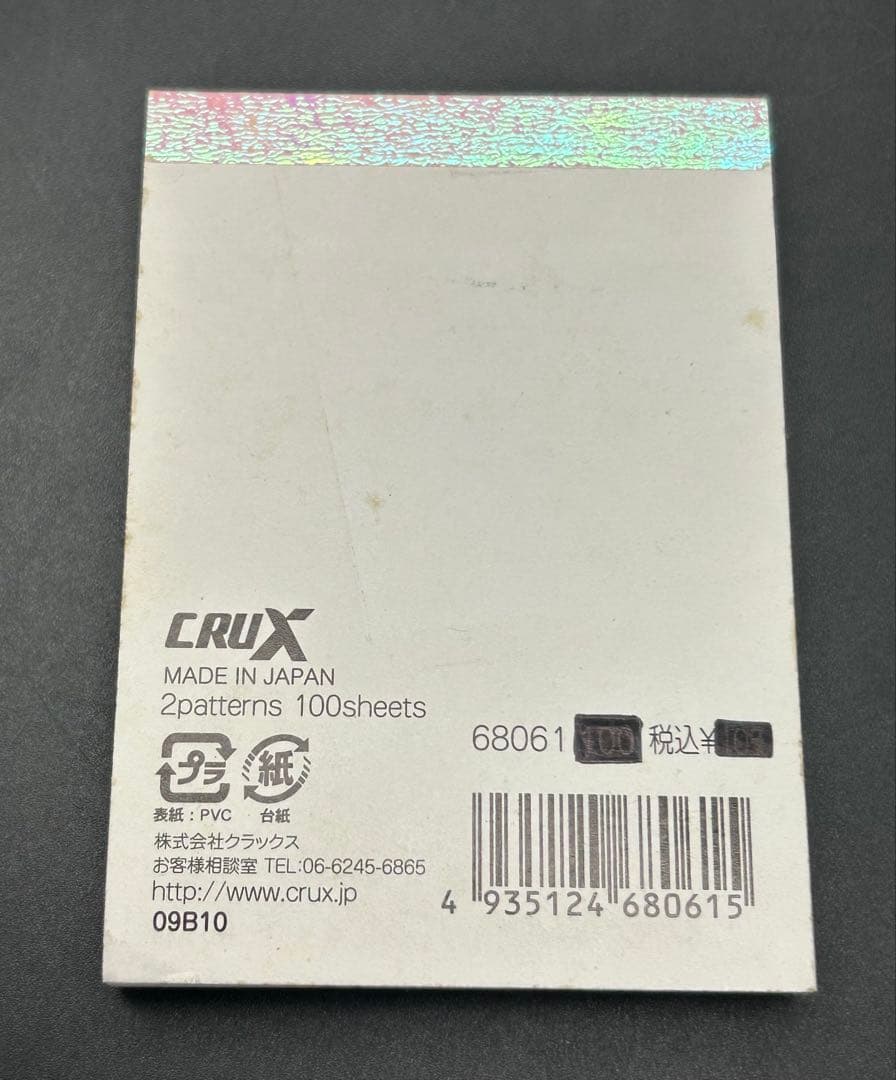 CRUX
MADE IN JAPAN
2patterns 100sheets
68061 税込¥
プラ 紙
表紙：PVC 台紙
株式会社クラックス
お客様相談室 TEL:06-6245-6865
http://www.crux.jp
09B10
4 935124 680615